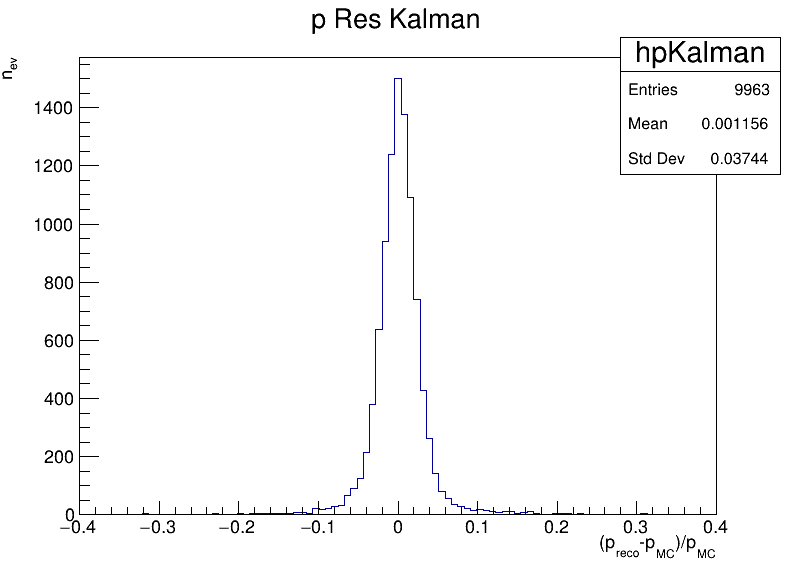 p Res Kalman
hpKalman
Entries 9963
Mean 0.001156
Std Dev 0.03744
n_ev
1400
1200
1000
800
600
400
200
0
−0.4 −0.3 −0.2 −0.1 0 0.1 0.2 0.3 0.4
(p_reco-p_MC)/p_MC